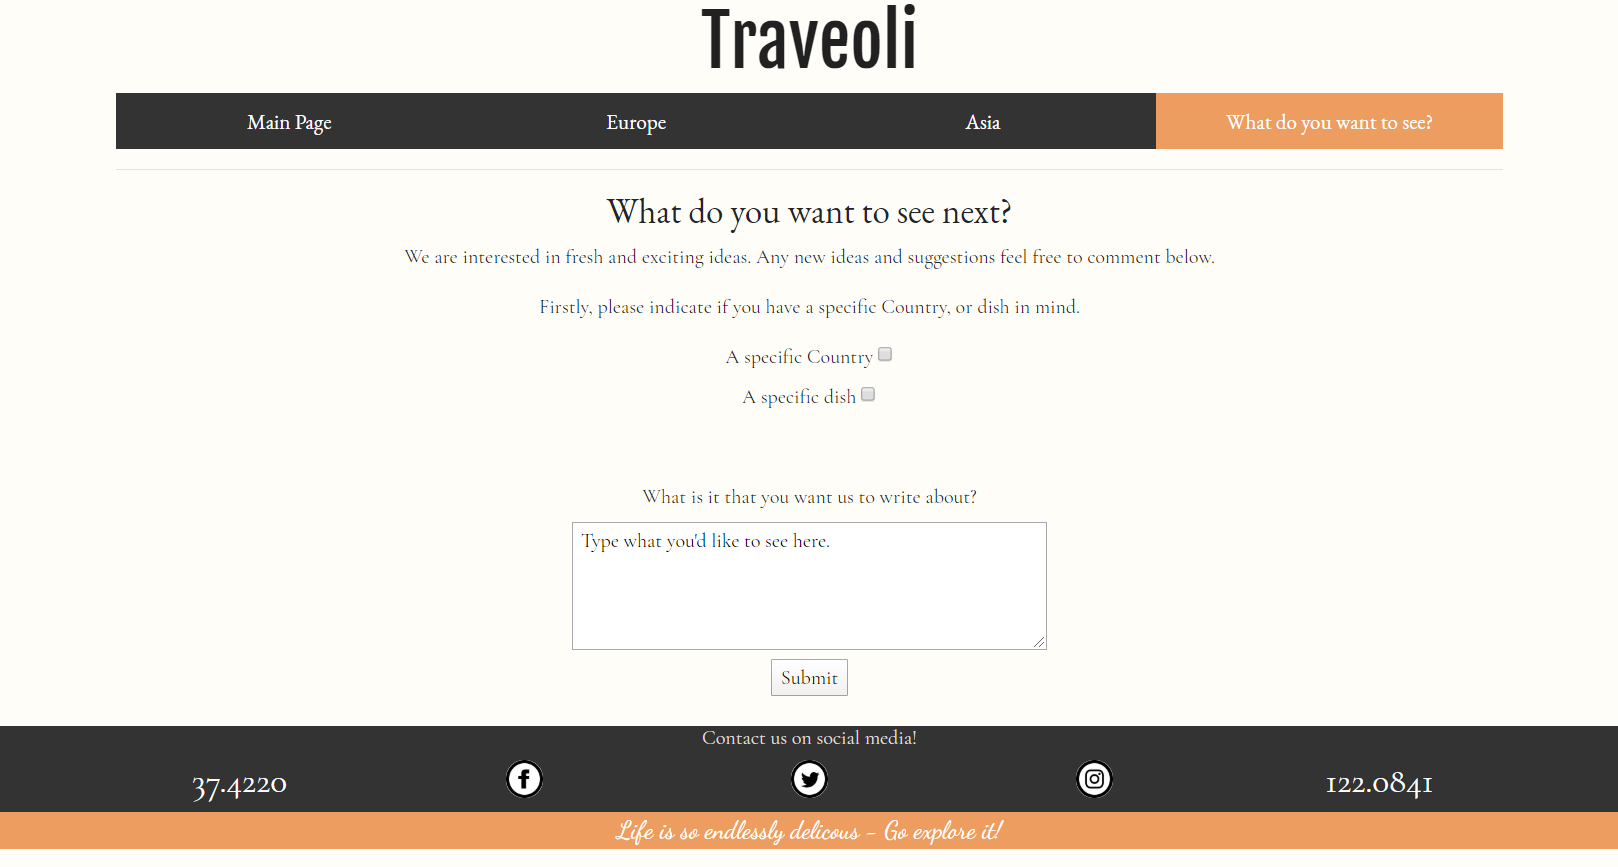 Traveoli
Main Page Europe Asia What do you want to see?
What do you want to see next?
We are interested in fresh and exciting ideas. Any new ideas and suggestions feel free to comment below.
Firstly, please indicate if you have a specific Country, or dish in mind.
A specific Country
A specific dish
What is it that you want us to write about?
Type what you'd like to see here.
Submit
Contact us on social media!
37.4220 122.0841
Life is so endlessly delicous - Go explore it!